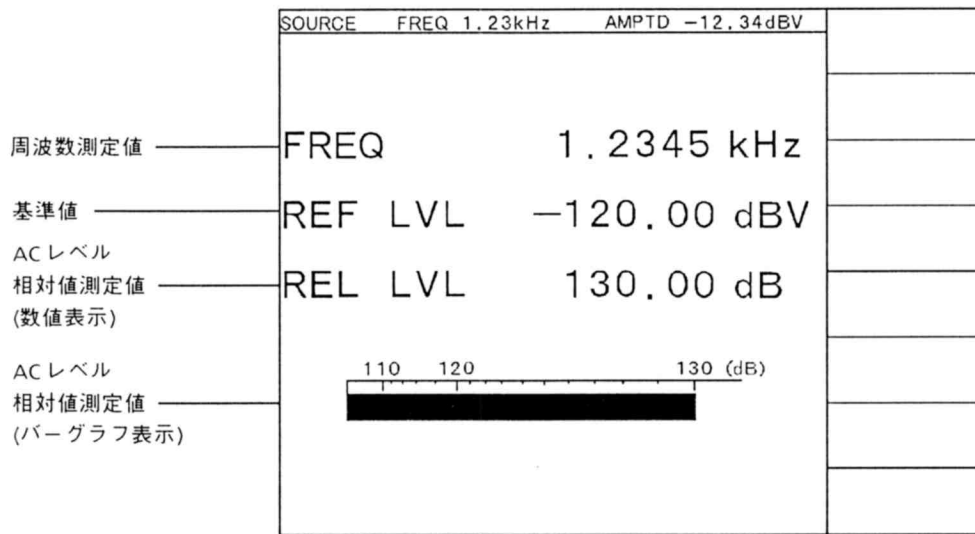 SOURCE FREQ 1.23kHz AMPTD -12.34dBV
周波数測定値 FREQ 1.2345 kHz
基準値 REF LVL -120.00 dBV
ACレベル
相対値測定値 REL LVL 130.00 dB
(数値表示)
110 120 130 (dB)
ACレベル
相対値測定値
(バーグラフ表示)